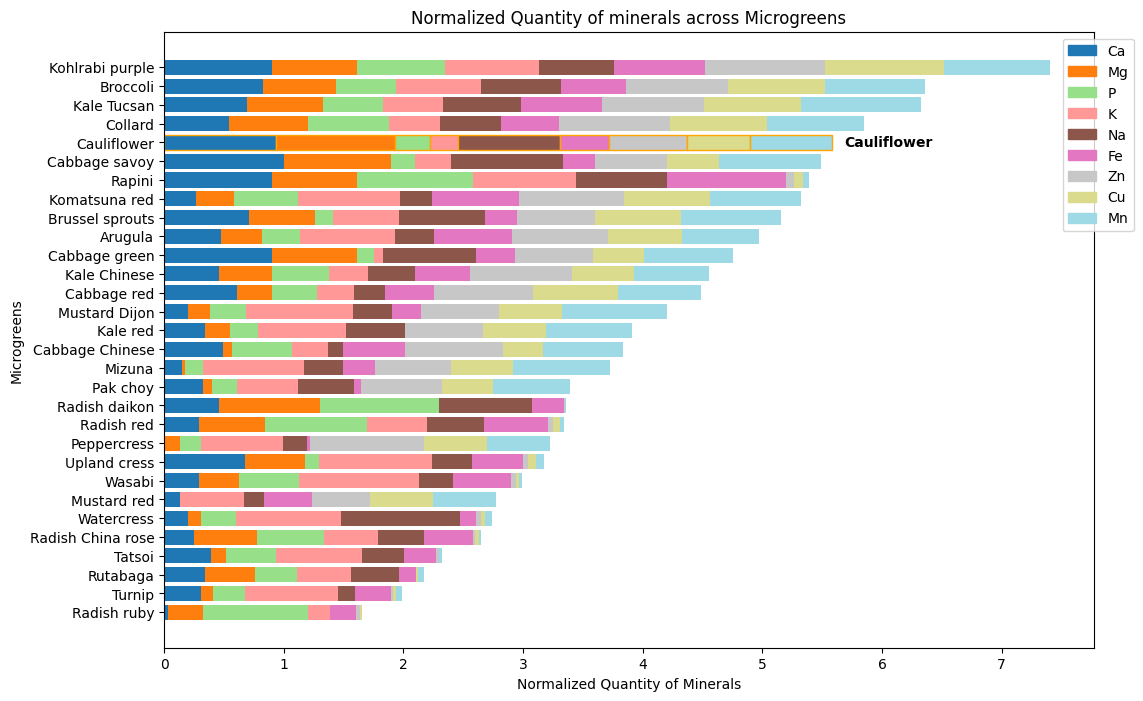 Normalized Quantity of minerals across Microgreens
Ca
Mg
P
K
Na
Fe
Zn
Cu
Mn
Microgreens
Kohlrabi purple
Broccoli
Kale Tucsan
Collard
Cauliflower
Cauliflower
Cabbage savoy
Rapini
Komatsuna red
Brussel sprouts
Arugula
Cabbage green
Kale Chinese
Cabbage red
Mustard Dijon
Kale red
Cabbage Chinese
Mizuna
Pak choy
Radish daikon
Radish red
Peppercress
Upland cress
Wasabi
Mustard red
Watercress
Radish China rose
Tatsoi
Rutabaga
Turnip
Radish ruby
0 1 2 3 4 5 6 7
Normalized Quantity of Minerals